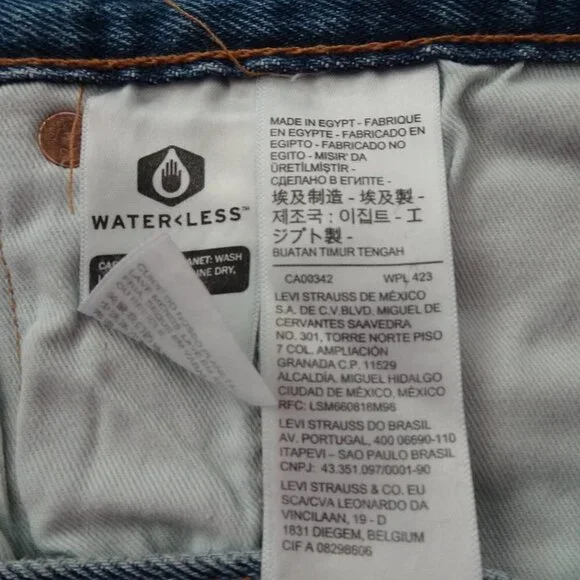 WATER<LESS™
WASH
DRY,
MADE IN EGYPT - FABRIQUE
EN EGYPTE - FABRICADO EN
EGIPTO - FABRICADO NO
EGITO - MISIR' DA
ÜRETİLMİŞTİR -
СДЕЛАНО В ЕГИПТЕ -
埃及制造 - 埃及製 -
제조국 : 이집트 - エ
ジプト製 -
BUATAN TIMUR TENGAH
CA00342 WPL 423
LEVI STRAUSS DE MÉXICO
S.A. DE C.V.BLVD. MIGUEL DE
CERVANTES SAAVEDRA
NO. 301, TORRE NORTE PISO
7 COL. AMPLIACIÓN
GRANADA C.P. 11529
ALCALDÍA. MIGUEL HIDALGO
CIUDAD DE MÉXICO, MÉXICO
RFC: LSM660818M98
LEVI STRAUSS DO BRASIL
AV. PORTUGAL, 400 06690-110
ITAPEVI – SAO PAULO BRASIL
CNPJ: 43.351.097/0001-90
LEVI STRAUSS & CO. EU
SCA/CVA LEONARDO DA
VINCILAAN, 19 - D
1831 DIEGEM, BELGIUM
CIF A 08298606